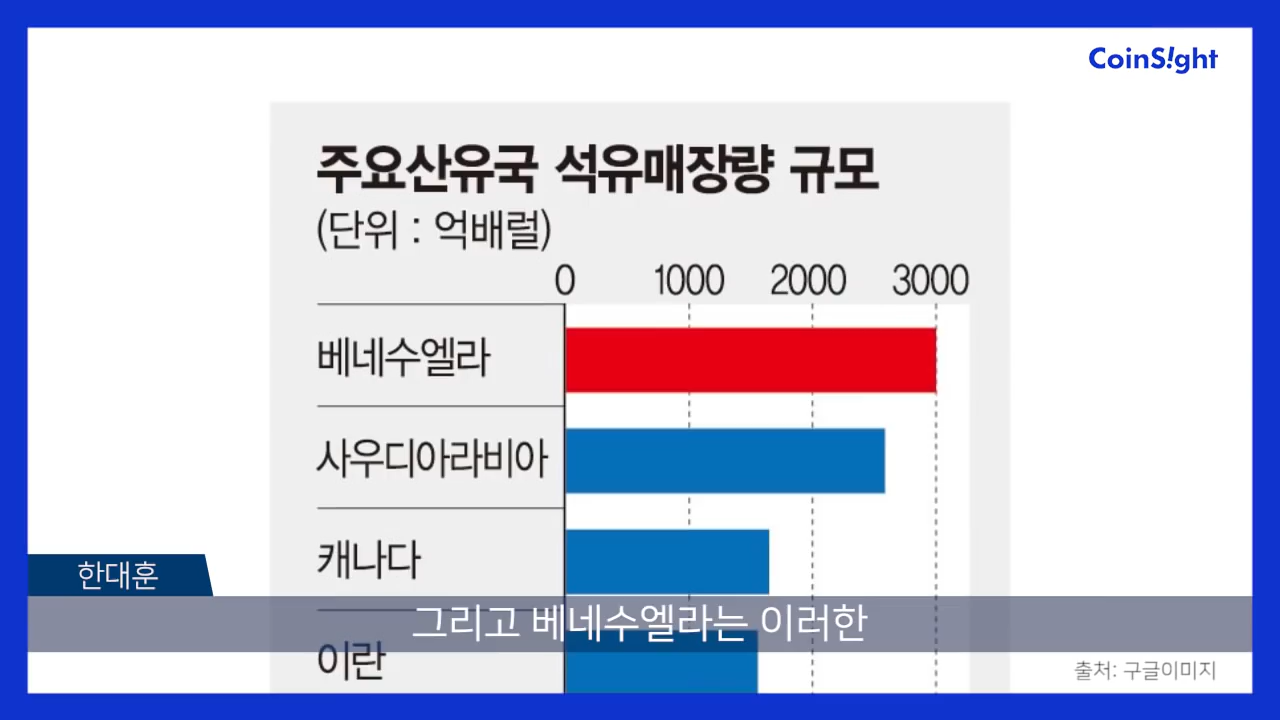 CoinS!ght
주요산유국 석유매장량 규모
(단위 : 억배럴)
0 1000 2000 3000
베네수엘라
사우디아라비아
캐나다
한대훈
그리고 베네수엘라는 이러한
이란
출처: 구글이미지